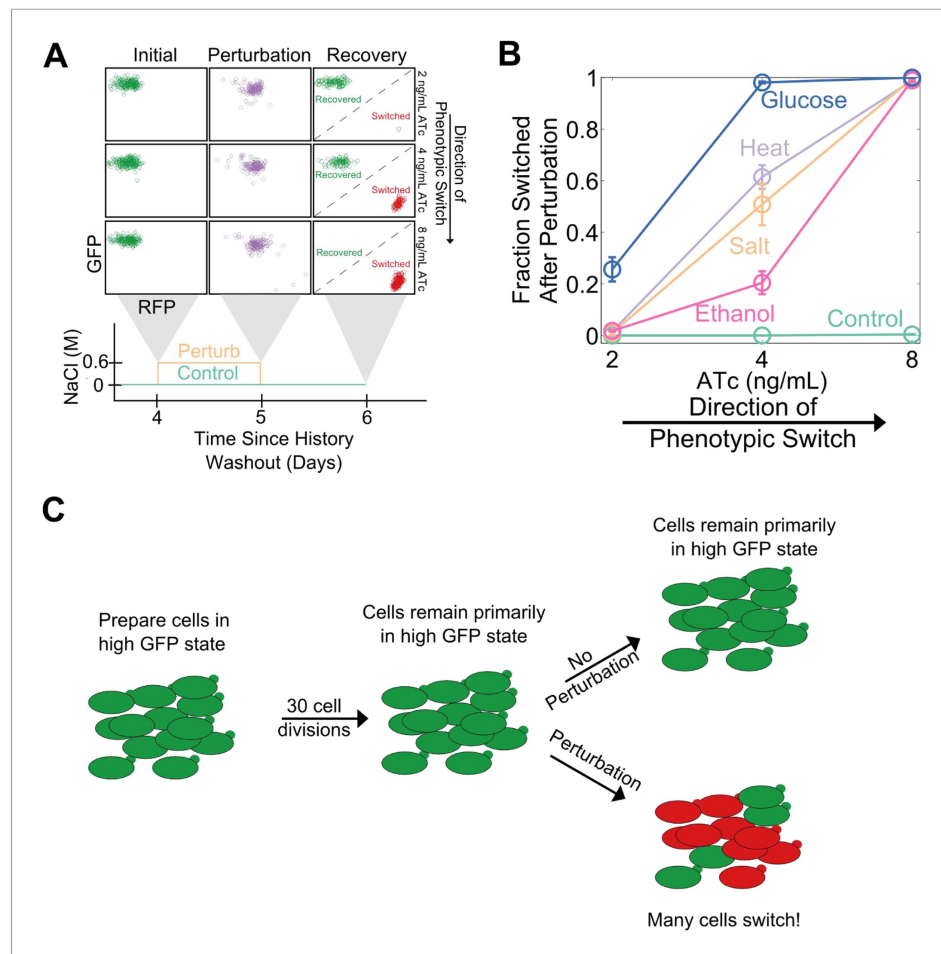 A
Initial
Perturbation
Recovery
Recovered
Switched
2 ng/mL ATc
Recovered
Switched
4 ng/mL ATc
Recovered
Switched
8 ng/mL ATc
Direction of
Phenotypic Switch
GFP
RFP
NaCl (M)
0.6
0
Perturb
Control
4
5
6
Time Since History
Washout (Days)
B
Fraction Switched
After Perturbation
1
0.8
0.6
0.4
0.2
0
Glucose
Heat
Salt
Ethanol
Control
2
4
8
ATc (ng/mL)
Direction of
Phenotypic Switch
C
Prepare cells in
high GFP state
30 cell
divisions
Cells remain primarily
in high GFP state
No
Perturbation
Perturbation
Cells remain primarily
in high GFP state
Many cells switch!